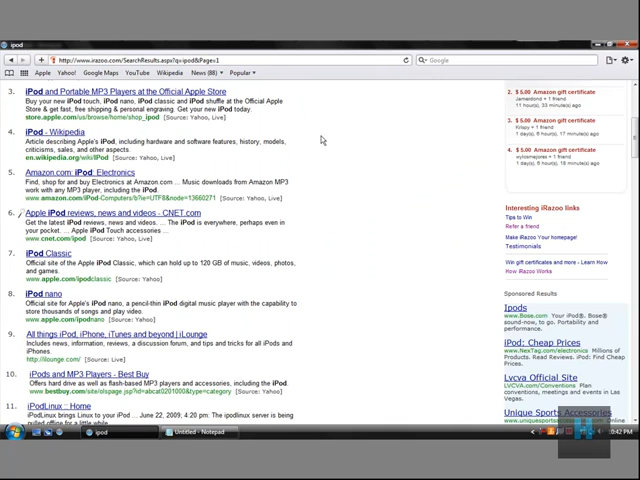 ipod
http://www.irazoo.com/SearchResults.aspx?q=ipod&Page=1
Google
Apple Yahoo! Google Maps YouTube Wikipedia News (88) Popular
3. iPod and Portable MP3 Players at the Official Apple Store
Buy your new iPod touch, iPod nano, iPod classic and iPod shuffle at the Official Apple
Store & get fast, free shipping & personal engraving. Get your new iPod today.
store.apple.com/us/browse/home/shop_ipod [Source: Yahoo, Live]
4. iPod - Wikipedia
Article describing Apple's iPod, including hardware and software features, history, models,
criticisms, sales, and other aspects.
en.wikipedia.org/wiki/IPod [Source: Yahoo, Live]
5. Amazon.com: iPod: Electronics
Find, shop for and buy Electronics at Amazon.com ... Music downloads from Amazon MP3
work with any MP3 player, including the iPod.
www.amazon.com/iPod-Computers/b?ie=UTF8&node=13660271 [Source: Yahoo]
6. Apple iPod reviews, news and videos - CNET.com
Get the latest iPod reviews, news and videos. ... The iPod is everywhere, perhaps even in
your pocket. ... Apple iPod Touch accessories ...
www.cnet.com/ipod [Source: Yahoo, Live]
7. iPod Classic
Official site of the Apple iPod Classic, which can hold up to 120 GB of music, videos, photos,
and games.
www.apple.com/ipodclassic [Source: Yahoo]
8. iPod nano
Official site for Apple's iPod nano, a pencil-thin iPod digital music player with the capability to
store thousands of songs and play video.
www.apple.com/ipodnano [Source: Yahoo]
9. All things iPod, iPhone, iTunes and beyond | iLounge
Includes news, information, reviews, a discussion forum, and tips and tricks for all iPods and
iPhones.
http://ilounge.com/ [Source: Live]
10. iPods and MP3 Players - Best Buy
Offers hard drive as well as flash-based MP3 players and accessories, including the iPod.
www.bestbuy.com/site/olspage.jsp?id=abcat0201000&type=category [Source: Yahoo]
11. iPodLinux :: Home
iPodLinux brings Linux to your iPod ... June 22, 2009; 4:20 pm: The ipodlinux server is being
pulled offline for a little while.
2. $ 5.00 Amazon gift certificate
Jamenbond + 1 friend
11 hour(s), 33 minute(s) ago
3. $ 5.00 Amazon gift certificate
Krispy + 1 friend
1 day(s), 6 hour(s), 17 minute(s) ago
4. $ 5.00 Amazon gift certificate
1 day(s), 6 hour(s), 18 minute(s) ago
Interesting iRazoo links
Tips to Win
Refer a friend
Make iRazoo Your homepage!
Testimonials
Win gift certificates and more - Learn How
How iRazoo Works
Sponsored Results
Ipods
www.Bose.com Your iPod®. Bose®
sound-now, to go. Portability and
performance.
iPod: Cheap Prices
www.NexTag.com/electronics Millions
of Products. Read Reviews. iPod: Find
Cheap Prices.
Lvcva Official Site
LVCVA.com/Conventions Plan
conventions, meetings and events in Las
Vegas.
Unique Sports Accessories
www.uniquesports Online
ipod
Untitled - Notepad
10:42 PM